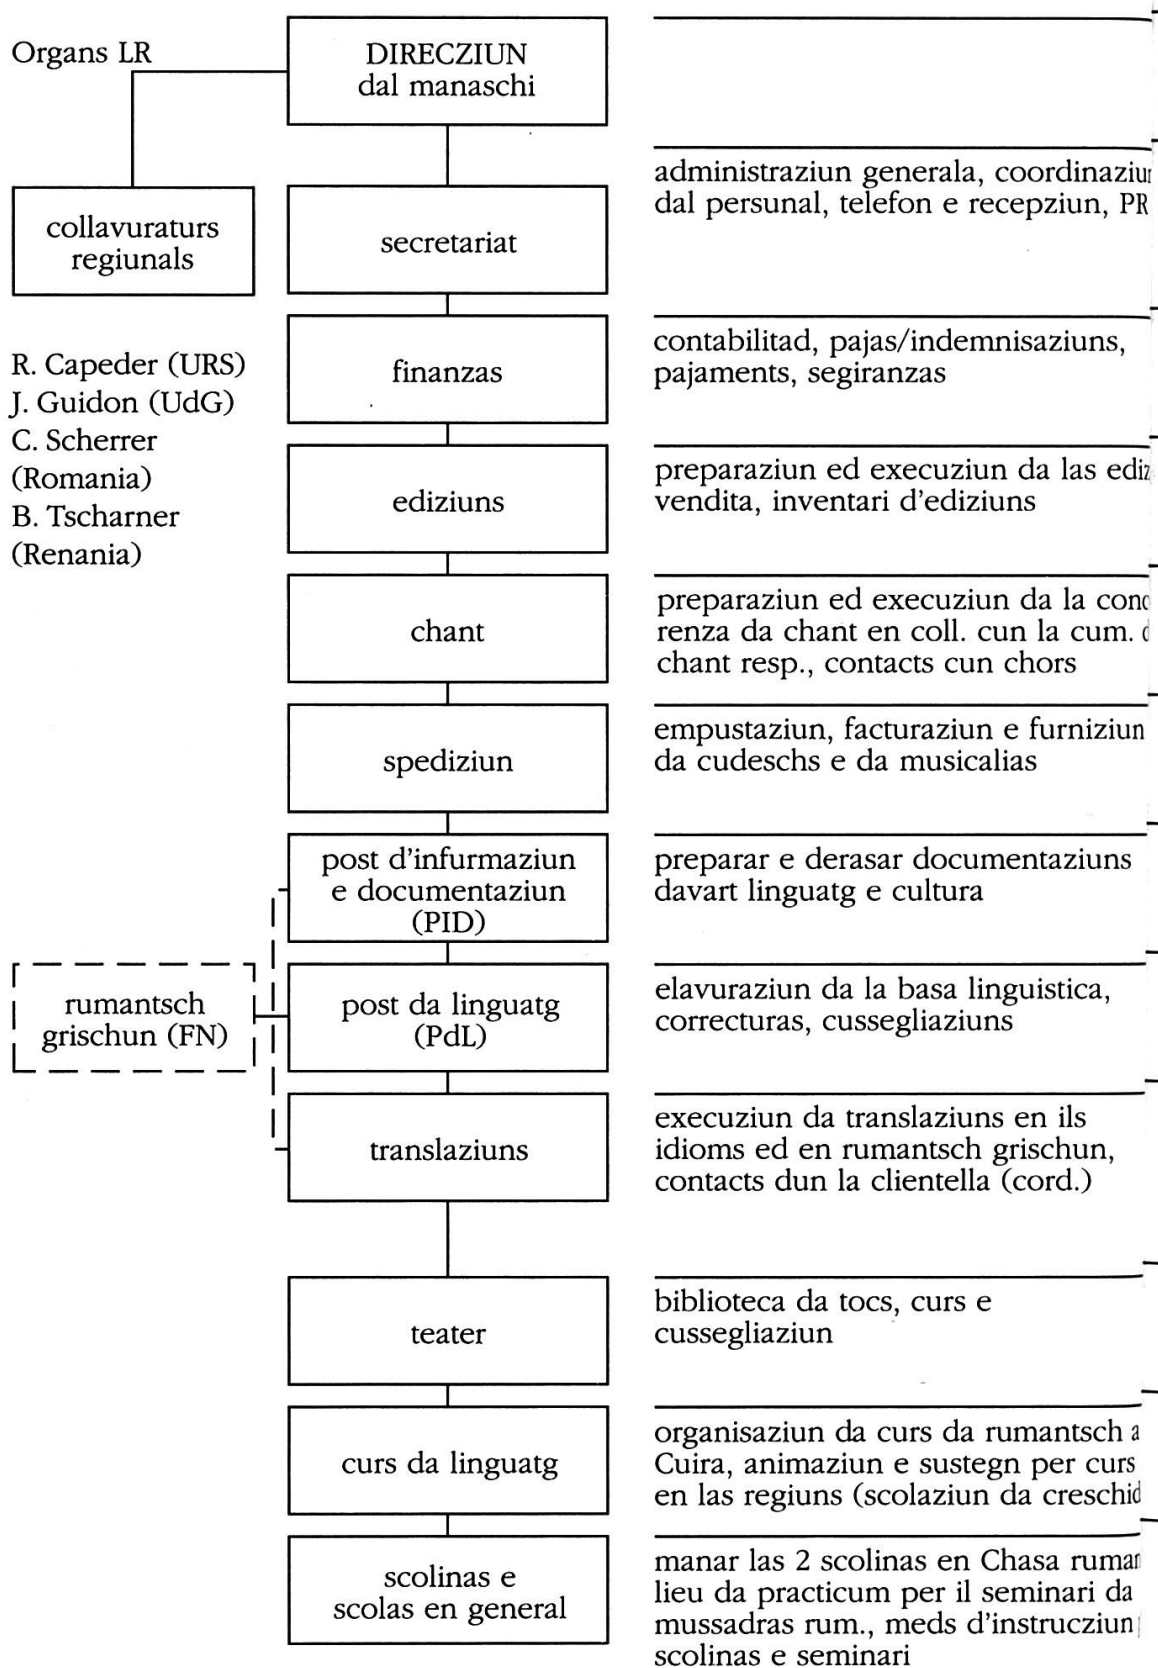 Organs LR
DIRECZIUN
dal manaschi
collavuraturs
regiunals
R. Capeder (URS)
J. Guidon (UdG)
C. Scherrer
(Romania)
B. Tscharner
(Renania)
secretariat
administraziun generala,
dal persunal, telefon e recepziun, PR
finanzas
contabilitad, pajas/indemnisaziuns,
pajaments, segiranzas
ediziuns
preparaziun ed execuziun da las
vendita, inventari d'ediziuns
chant
preparaziun ed execuziun da la
renza da chant en coll. cun la cum.
chant resp., contacts cun chors
spediziun
empustaziun, facturaziun e furniziun
da cudeschs e da musicalias
post d'infurmaziun
e documentaziun
(PID)
preparar e derasar documentaziuns
davart linguatg e cultura
rumantsch
grischun (FN)
post da linguatg
(PdL)
elavuraziun da la basa linguistica,
correcturas, cussegliaziuns
translaziuns
execuziun da translaziuns en ils
idioms ed en rumantsch grischun,
contacts dun la clientella (cord.)
teater
biblioteca da tocs, curs e
cussegliaziun
curs da linguatg
organisaziun da curs da rumantsch a
Cuira, animaziun e sustegn per curs
en las regiuns (scolaziun da
scolinas e
scolas en general
manar las 2 scolinas en Chasa
lieu da practicum per il seminari da
mussadras rum., meds d'instrucziun
scolinas e seminari